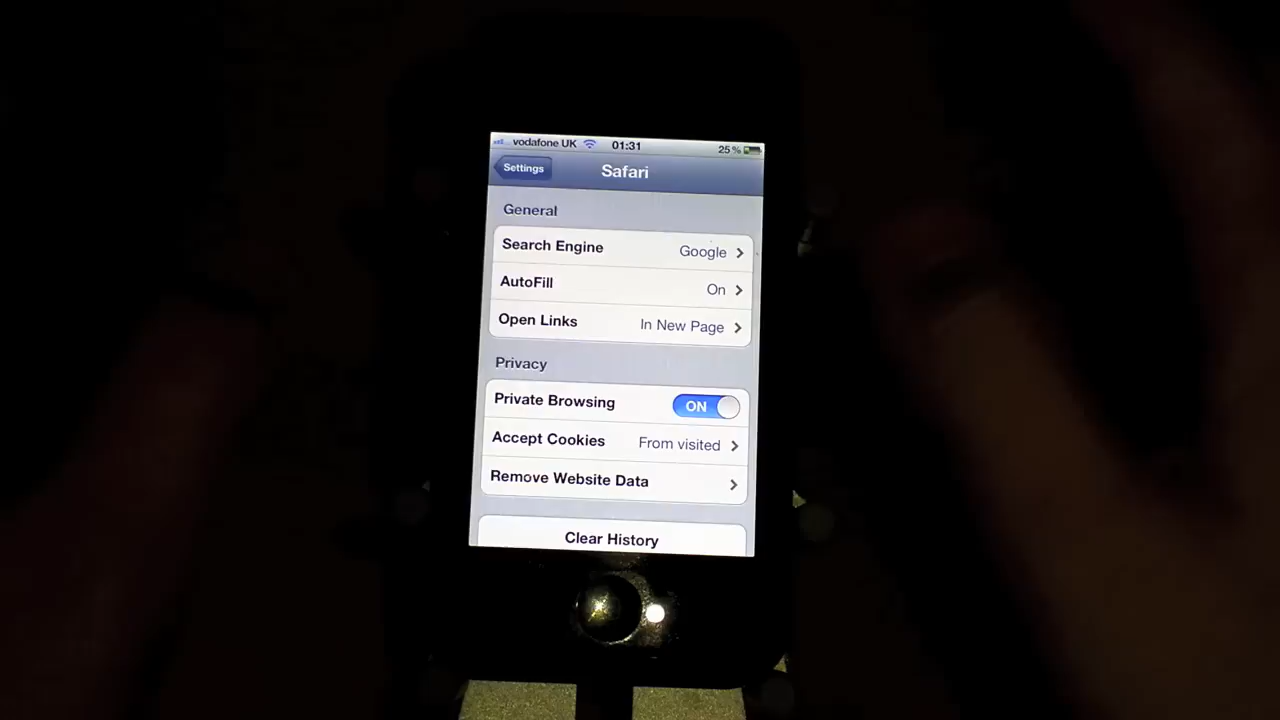 vodafone UK 01:31 25 %
Settings Safari
General
Search Engine Google
AutoFill On
Open Links In New Page
Privacy
Private Browsing ON
Accept Cookies From visited
Remove Website Data
Clear History